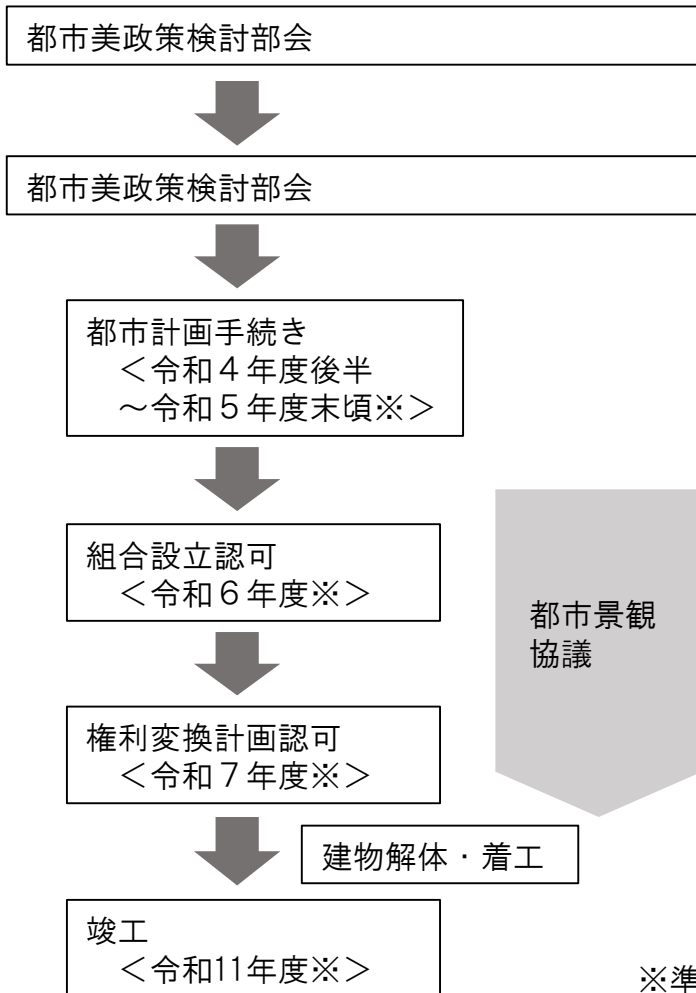 都市美政策検討部会
都市美政策検討部会
都市計画手続き
＜令和４年度後半
～令和５年度末頃※＞
組合設立認可
＜令和６年度※＞
都市景観
協議
権利変換計画認可
＜令和７年度※＞
建物解体・着工
竣工
＜令和11年度※＞
※準